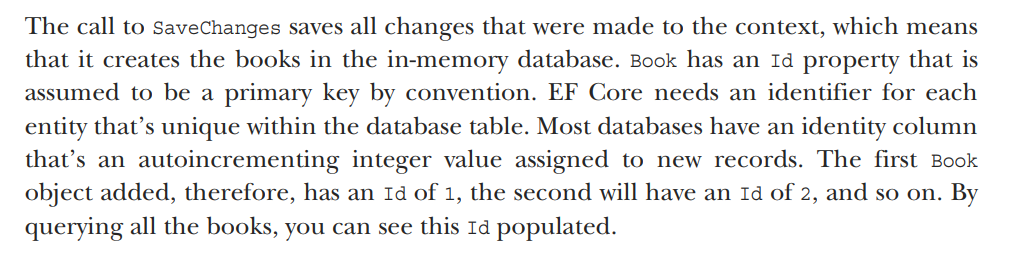 The call to SaveChanges saves all changes that were made to the context, which means
that it creates the books in the in-memory database. Book has an Id property that is
assumed to be a primary key by convention. EF Core needs an identifier for each
entity that’s unique within the database table. Most databases have an identity column
that’s an autoincrementing integer value assigned to new records. The first Book
object added, therefore, has an Id of 1, the second will have an Id of 2, and so on. By
querying all the books, you can see this Id populated.